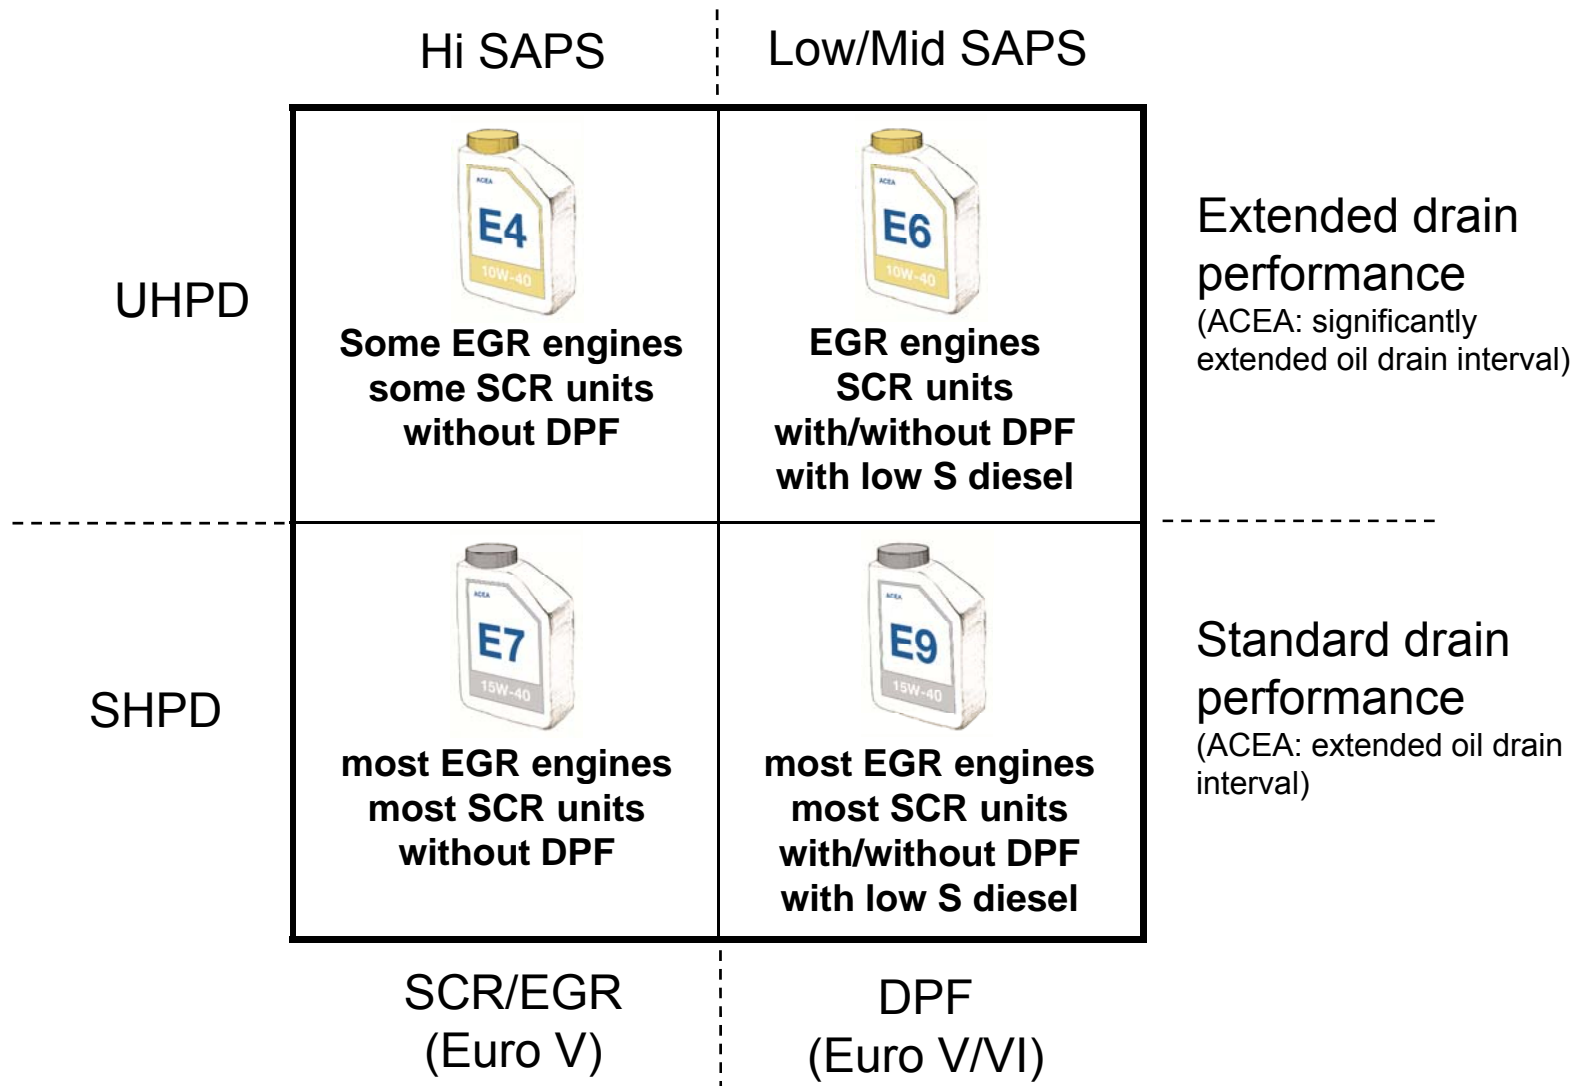 Hi SAPS
Low/Mid SAPS
UHPD
ACEA
E4
10W-40
Some EGR engines
some SCR units
without DPF
ACEA
E6
10W-40
EGR engines
SCR units
with/without DPF
with low S diesel
Extended drain
performance
(ACEA: significantly
extended oil drain interval)
SHPD
ACEA
E7
15W-40
most EGR engines
most SCR units
without DPF
ACEA
E9
15W-40
most EGR engines
most SCR units
with/without DPF
with low S diesel
Standard drain
performance
(ACEA: extended oil drain
interval)
SCR/EGR
(Euro V)
DPF
(Euro V/VI)